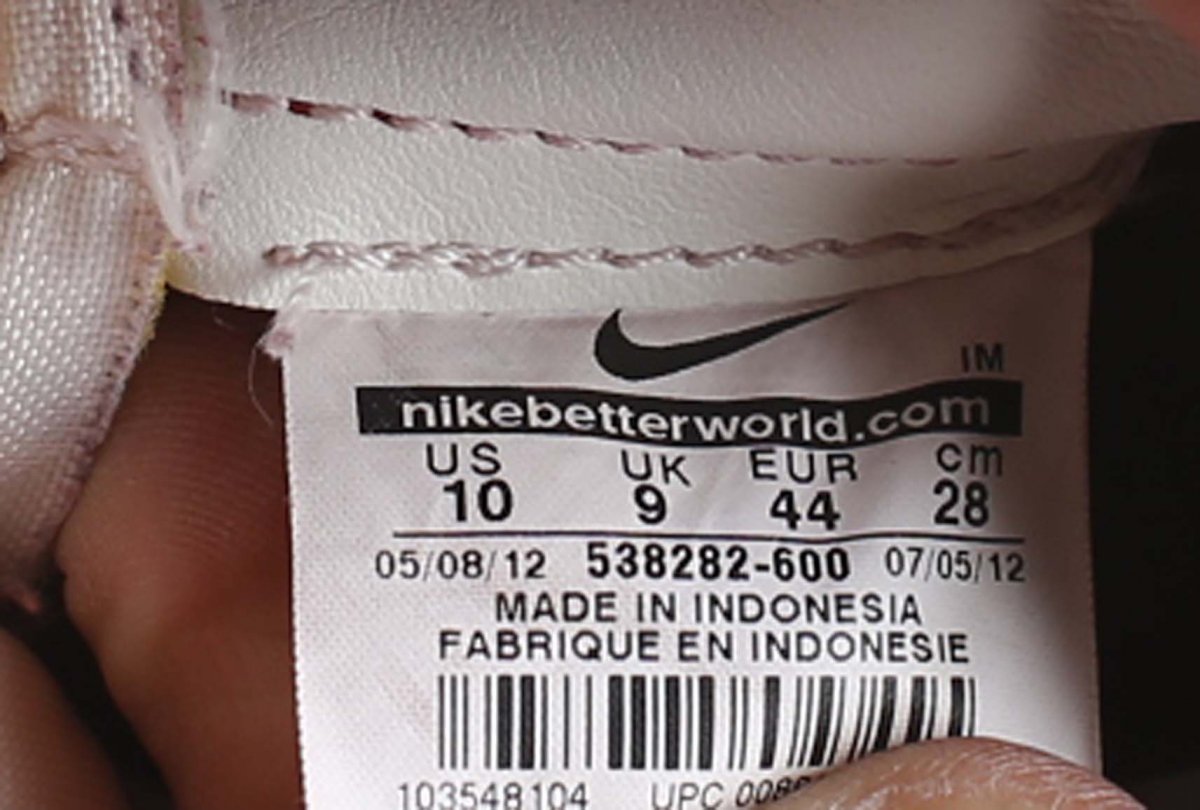 IM
nikebetterworld.com
US UK EUR cm
10 9 44 28
05/08/12 538282-600 07/05/12
MADE IN INDONESIA
FABRIQUE EN INDONESIE
103548104 UPC